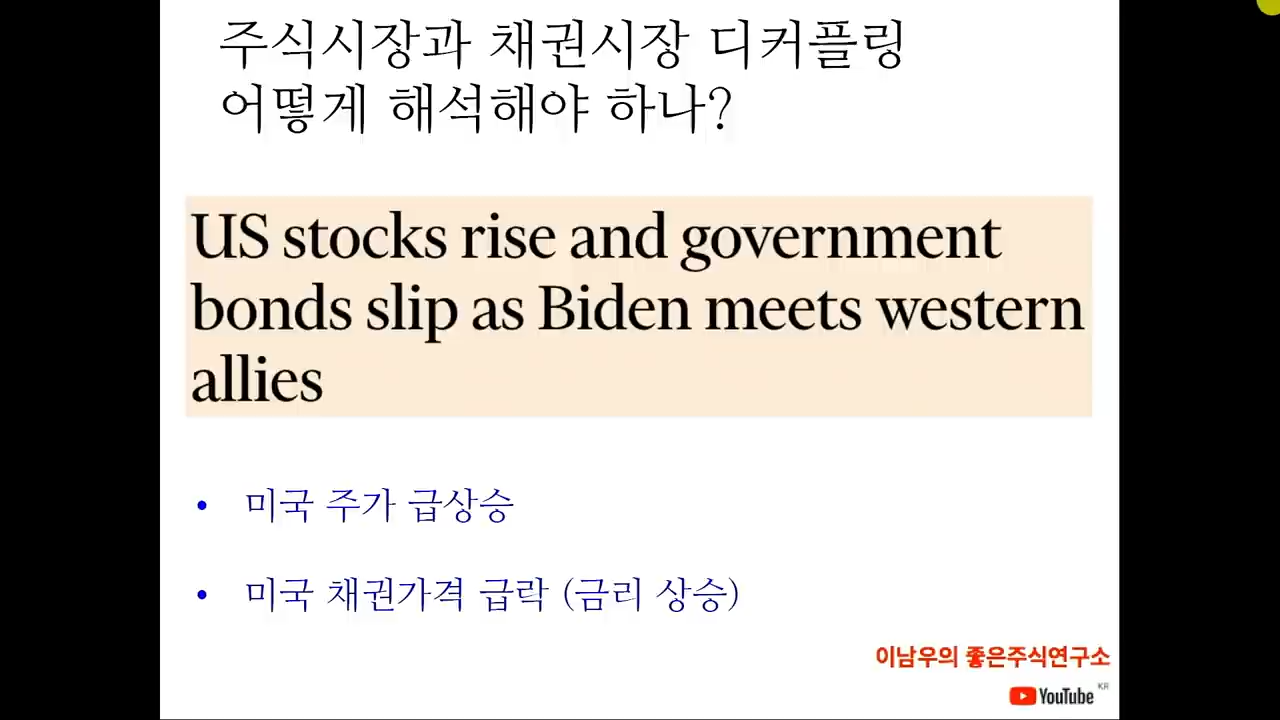 주식시장과 채권시장 디커플링
어떻게 해석해야 하나?
US stocks rise and government
bonds slip as Biden meets western
allies
• 미국 주가 급상승
• 미국 채권가격 급락 (금리 상승)
이남우의 좋은주식연구소
YouTube KR